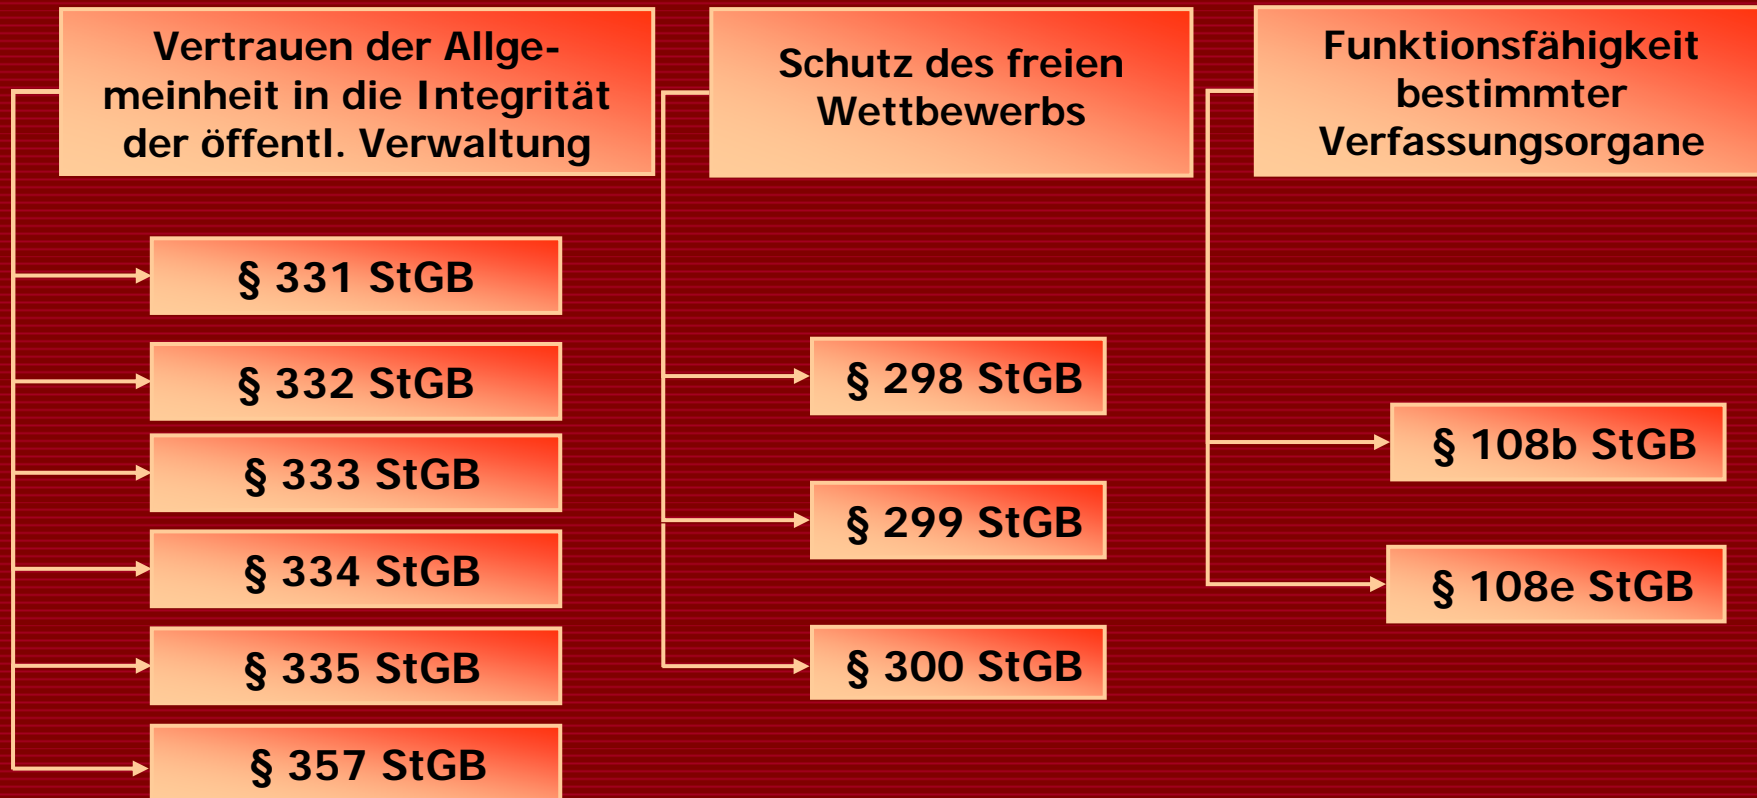 Vertrauen der Allge-
meinheit in die Integrität
der öffentl. Verwaltung
§ 331 StGB
§ 332 StGB
§ 333 StGB
§ 334 StGB
§ 335 StGB
§ 357 StGB
Schutz des freien
Wettbewerbs
§ 298 StGB
§ 299 StGB
§ 300 StGB
Funktionsfähigkeit
bestimmter
Verfassungsorgane
§ 108b StGB
§ 108e StGB